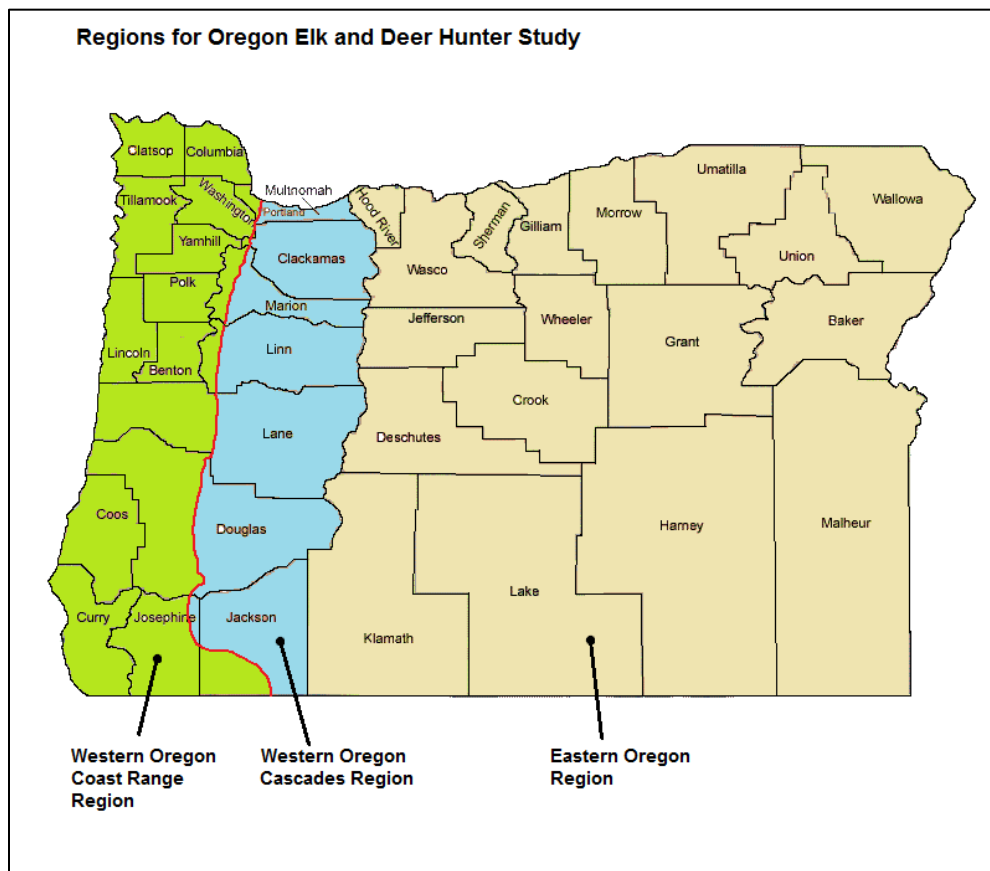 Regions for Oregon Elk and Deer Hunter Study
Clatsop
Columbia
Tillamook
Washington
Multnomah
Portland
Hood River
Sherman
Gilliam
Morrow
Umatilla
Wallowa
Union
Yamhill
Clackamas
Wasco
Polk
Marion
Jefferson
Wheeler
Grant
Baker
Lincoln
Benton
Linn
Crook
Lane
Deschutes
Coos
Douglas
Harney
Malheur
Curry
Josephine
Jackson
Klamath
Lake
Western Oregon
Coast Range
Region
Western Oregon
Cascades Region
Eastern Oregon
Region